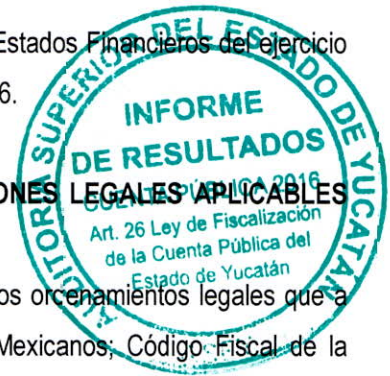 Estados Financieros del ejercicio
6.
AUDITORÍA SUPERIOR DEL ESTADO DE YUCATÁN
INFORME
DE RESULTADOS
CUENTA PÚBLICA 2016
Art. 26 Ley de Fiscalización
de la Cuenta Pública del
Estado de Yucatán
ONES LEGALES APLICABLES
os orcenamientos legales que a
Mexicanos; Código Fiscal de la